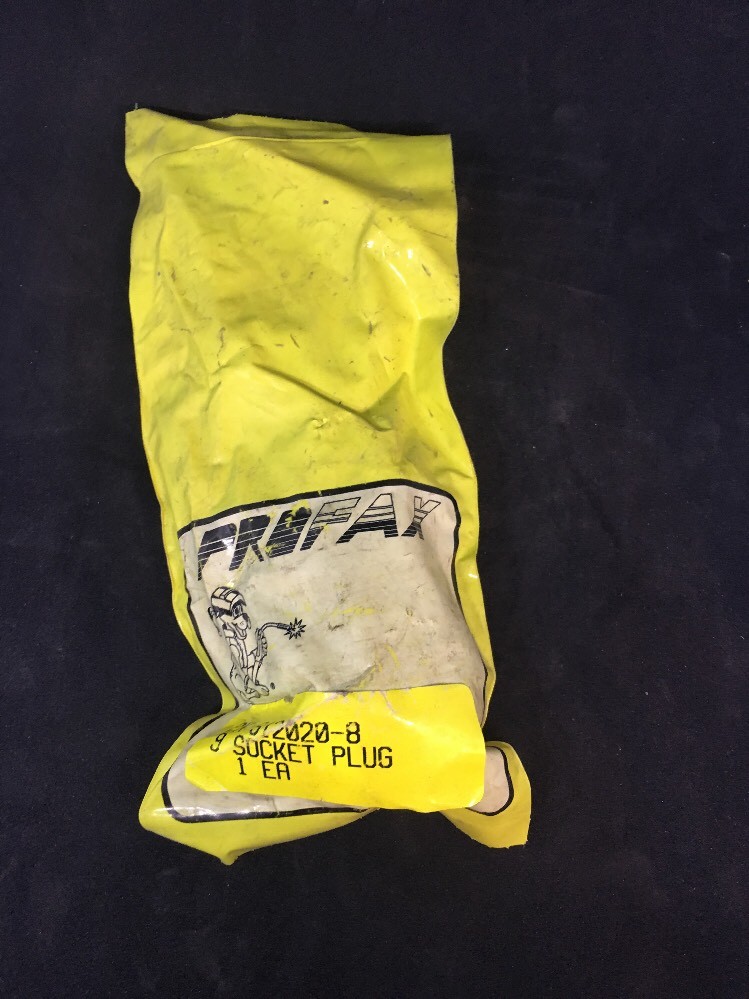 PROFAX
2020-8
SOCKET PLUG
1 EA